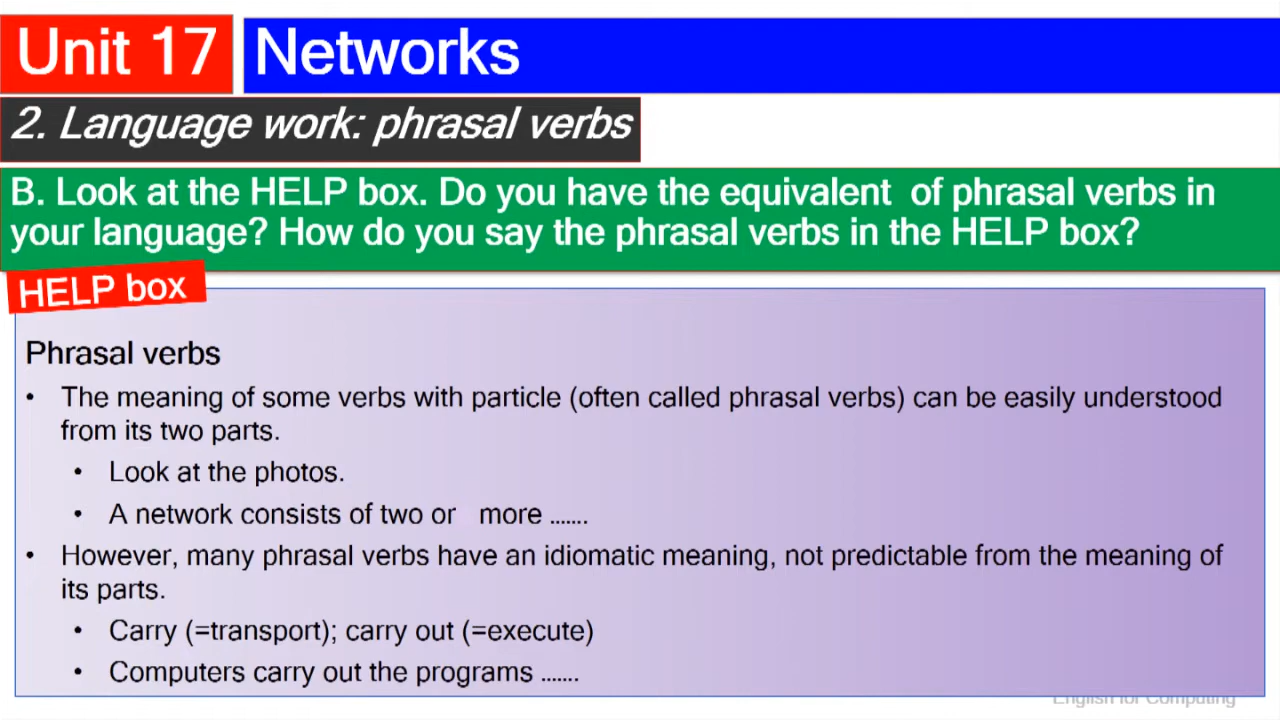 Unit 17 Networks
2. Language work: phrasal verbs
B. Look at the HELP box. Do you have the equivalent of phrasal verbs in
your language? How do you say the phrasal verbs in the HELP box?
HELP box
Phrasal verbs
• The meaning of some verbs with particle (often called phrasal verbs) can be easily understood
from its two parts.
• Look at the photos.
• A network consists of two or more .......
• However, many phrasal verbs have an idiomatic meaning, not predictable from the meaning of
its parts.
• Carry (=transport); carry out (=execute)
• Computers carry out the programs .......
English for Computing